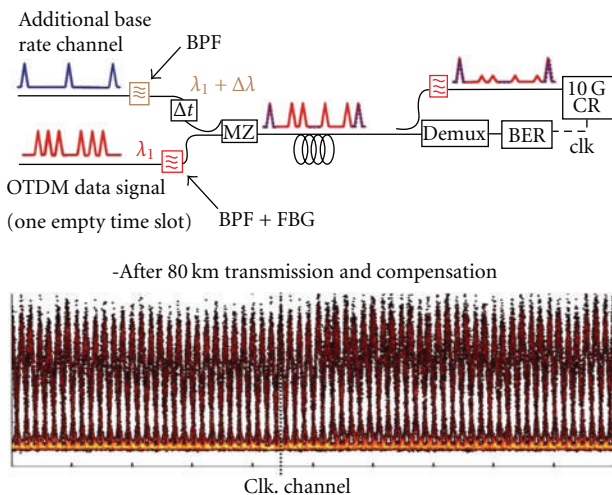 Additional base
rate channel
BPF
λ₁ + Δλ
Δt
MZ
10 G
CR
Demux
BER
clk
λ₁
OTDM data signal
(one empty time slot)
BPF + FBG
-After 80 km transmission and compensation
Clk. channel